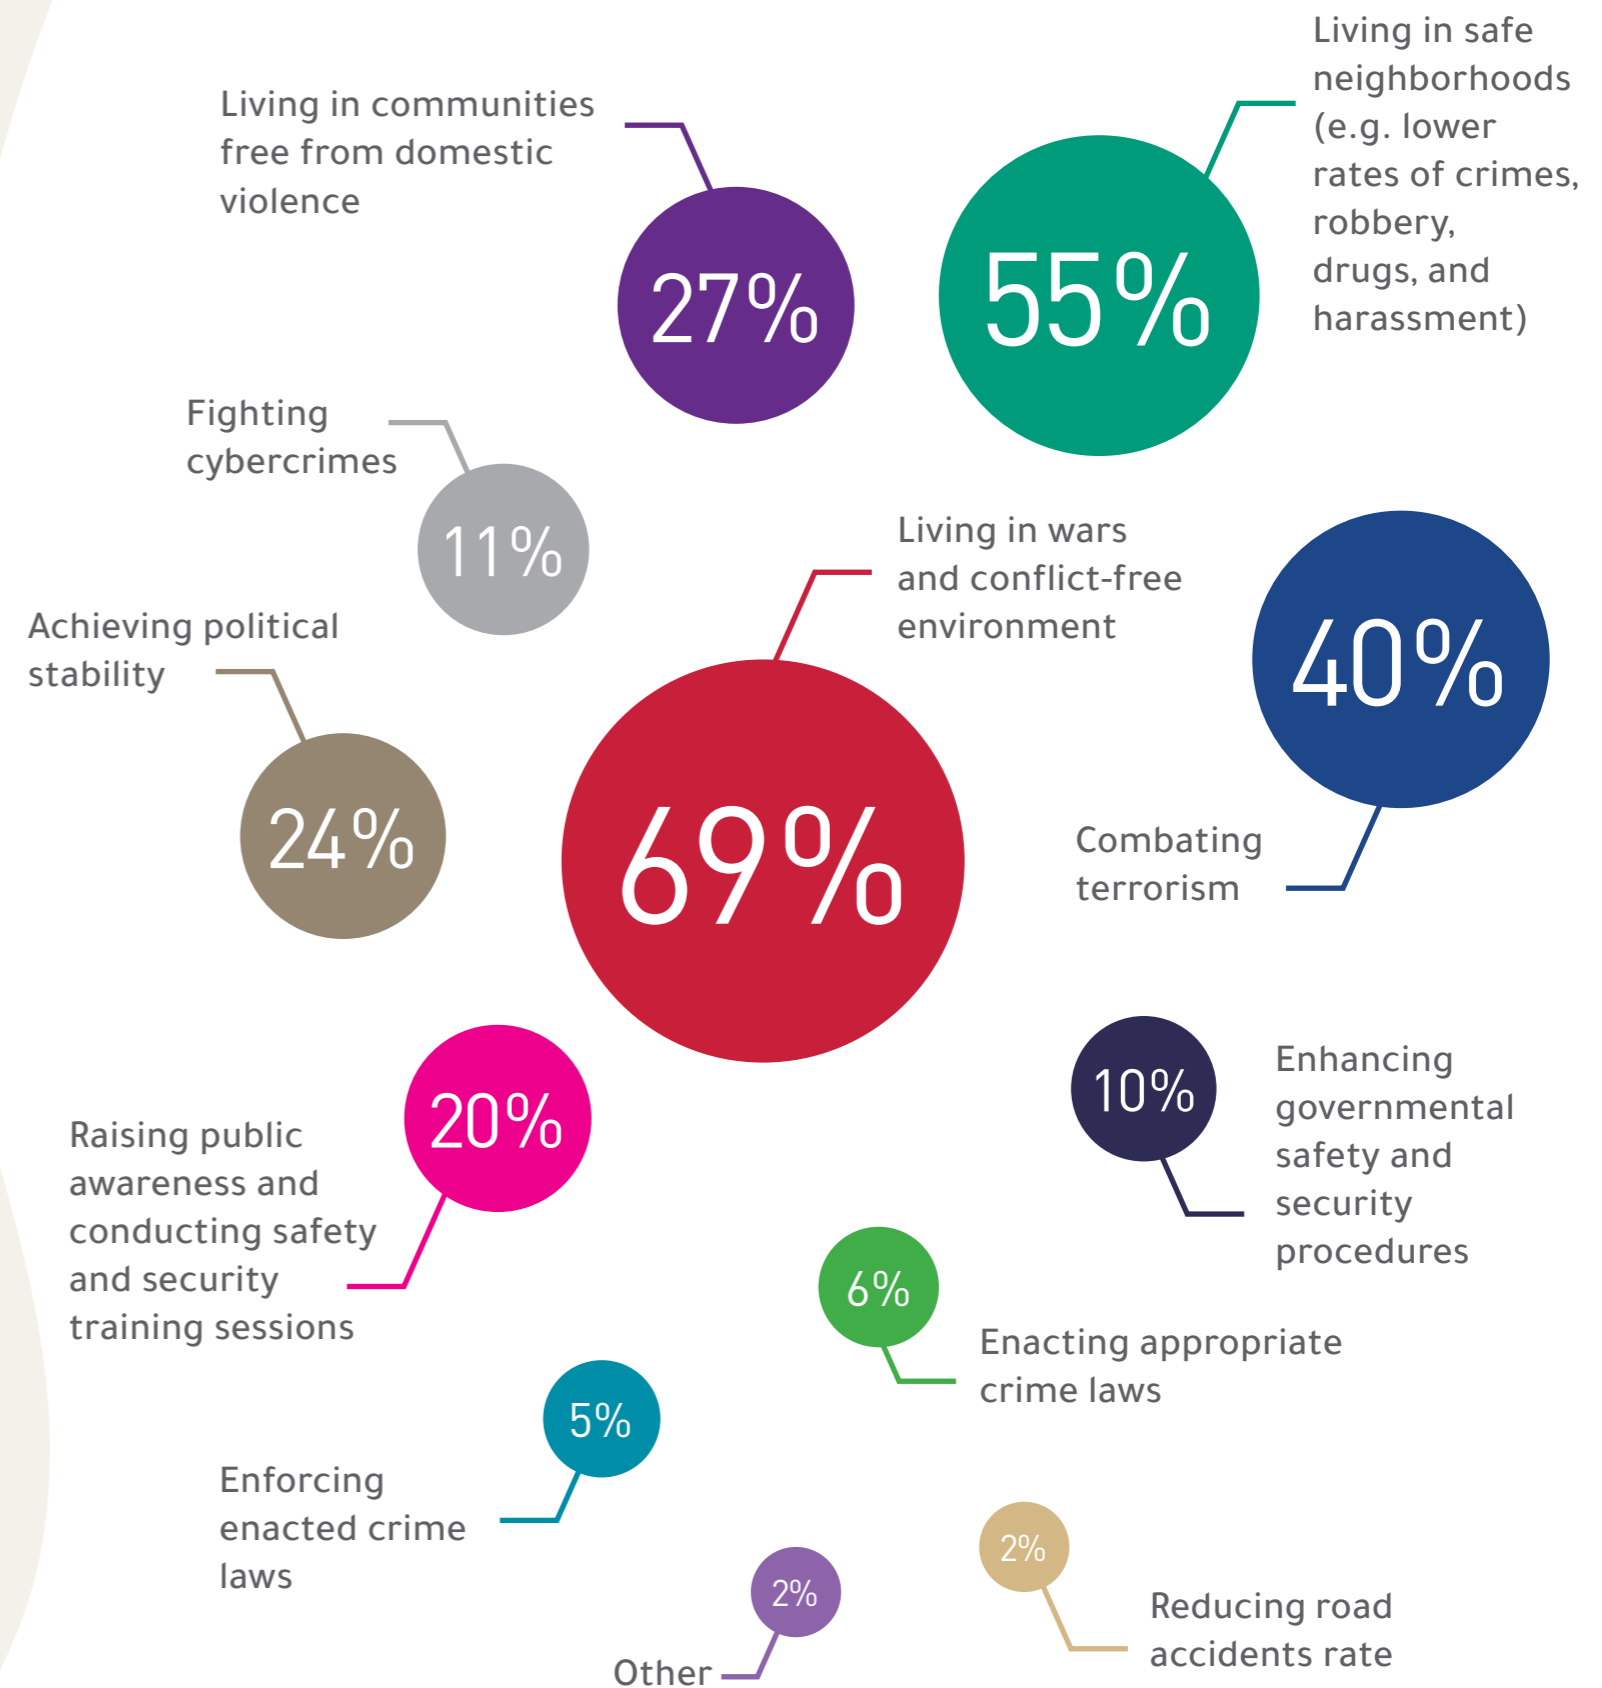 Living in safe
neighborhoods
(e.g. lower
rates of crimes,
robbery,
drugs, and
harassment)
55%
Living in communities
free from domestic
violence
27%
Fighting
cybercrimes
11%
Living in wars
and conflict-free
environment
69%
40%
Combating
terrorism
Achieving political
stability
24%
20%
Raising public
awareness and
conducting safety
and security
training sessions
10%
Enhancing
governmental
safety and
security
procedures
6%
Enacting appropriate
crime laws
5%
Enforcing
enacted crime
laws
2%
Other
2%
Reducing road
accidents rate